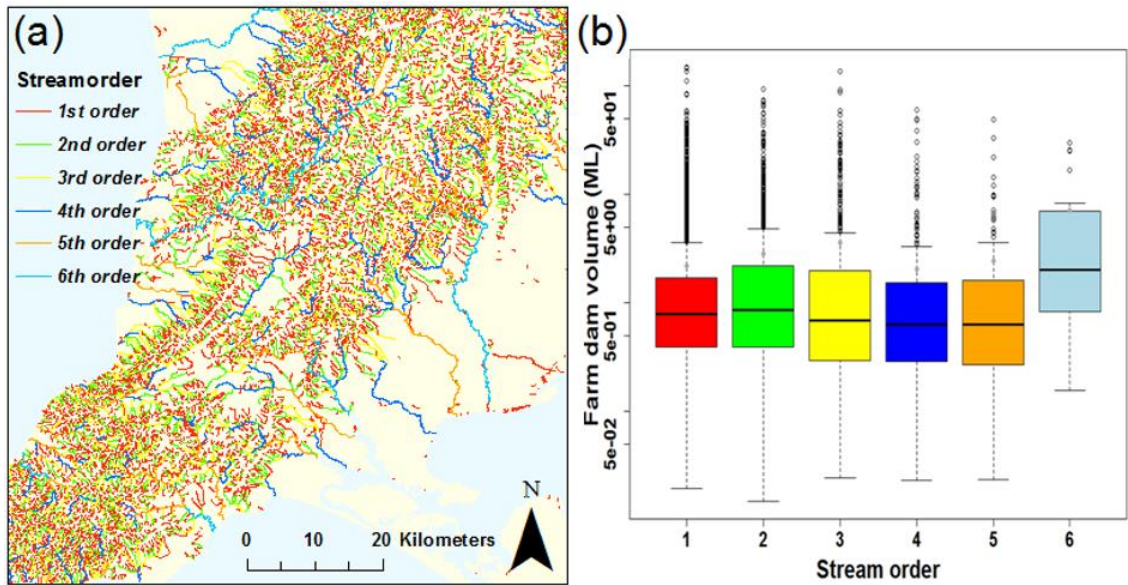 (a)
Streamorder
1st order
2nd order
3rd order
4th order
5th order
6th order
N
0 10 20 Kilometers
(b)
Farm dam volume (ML)
5e+01
5e+00
5e-01
5e-02
1 2 3 4 5 6
Stream order